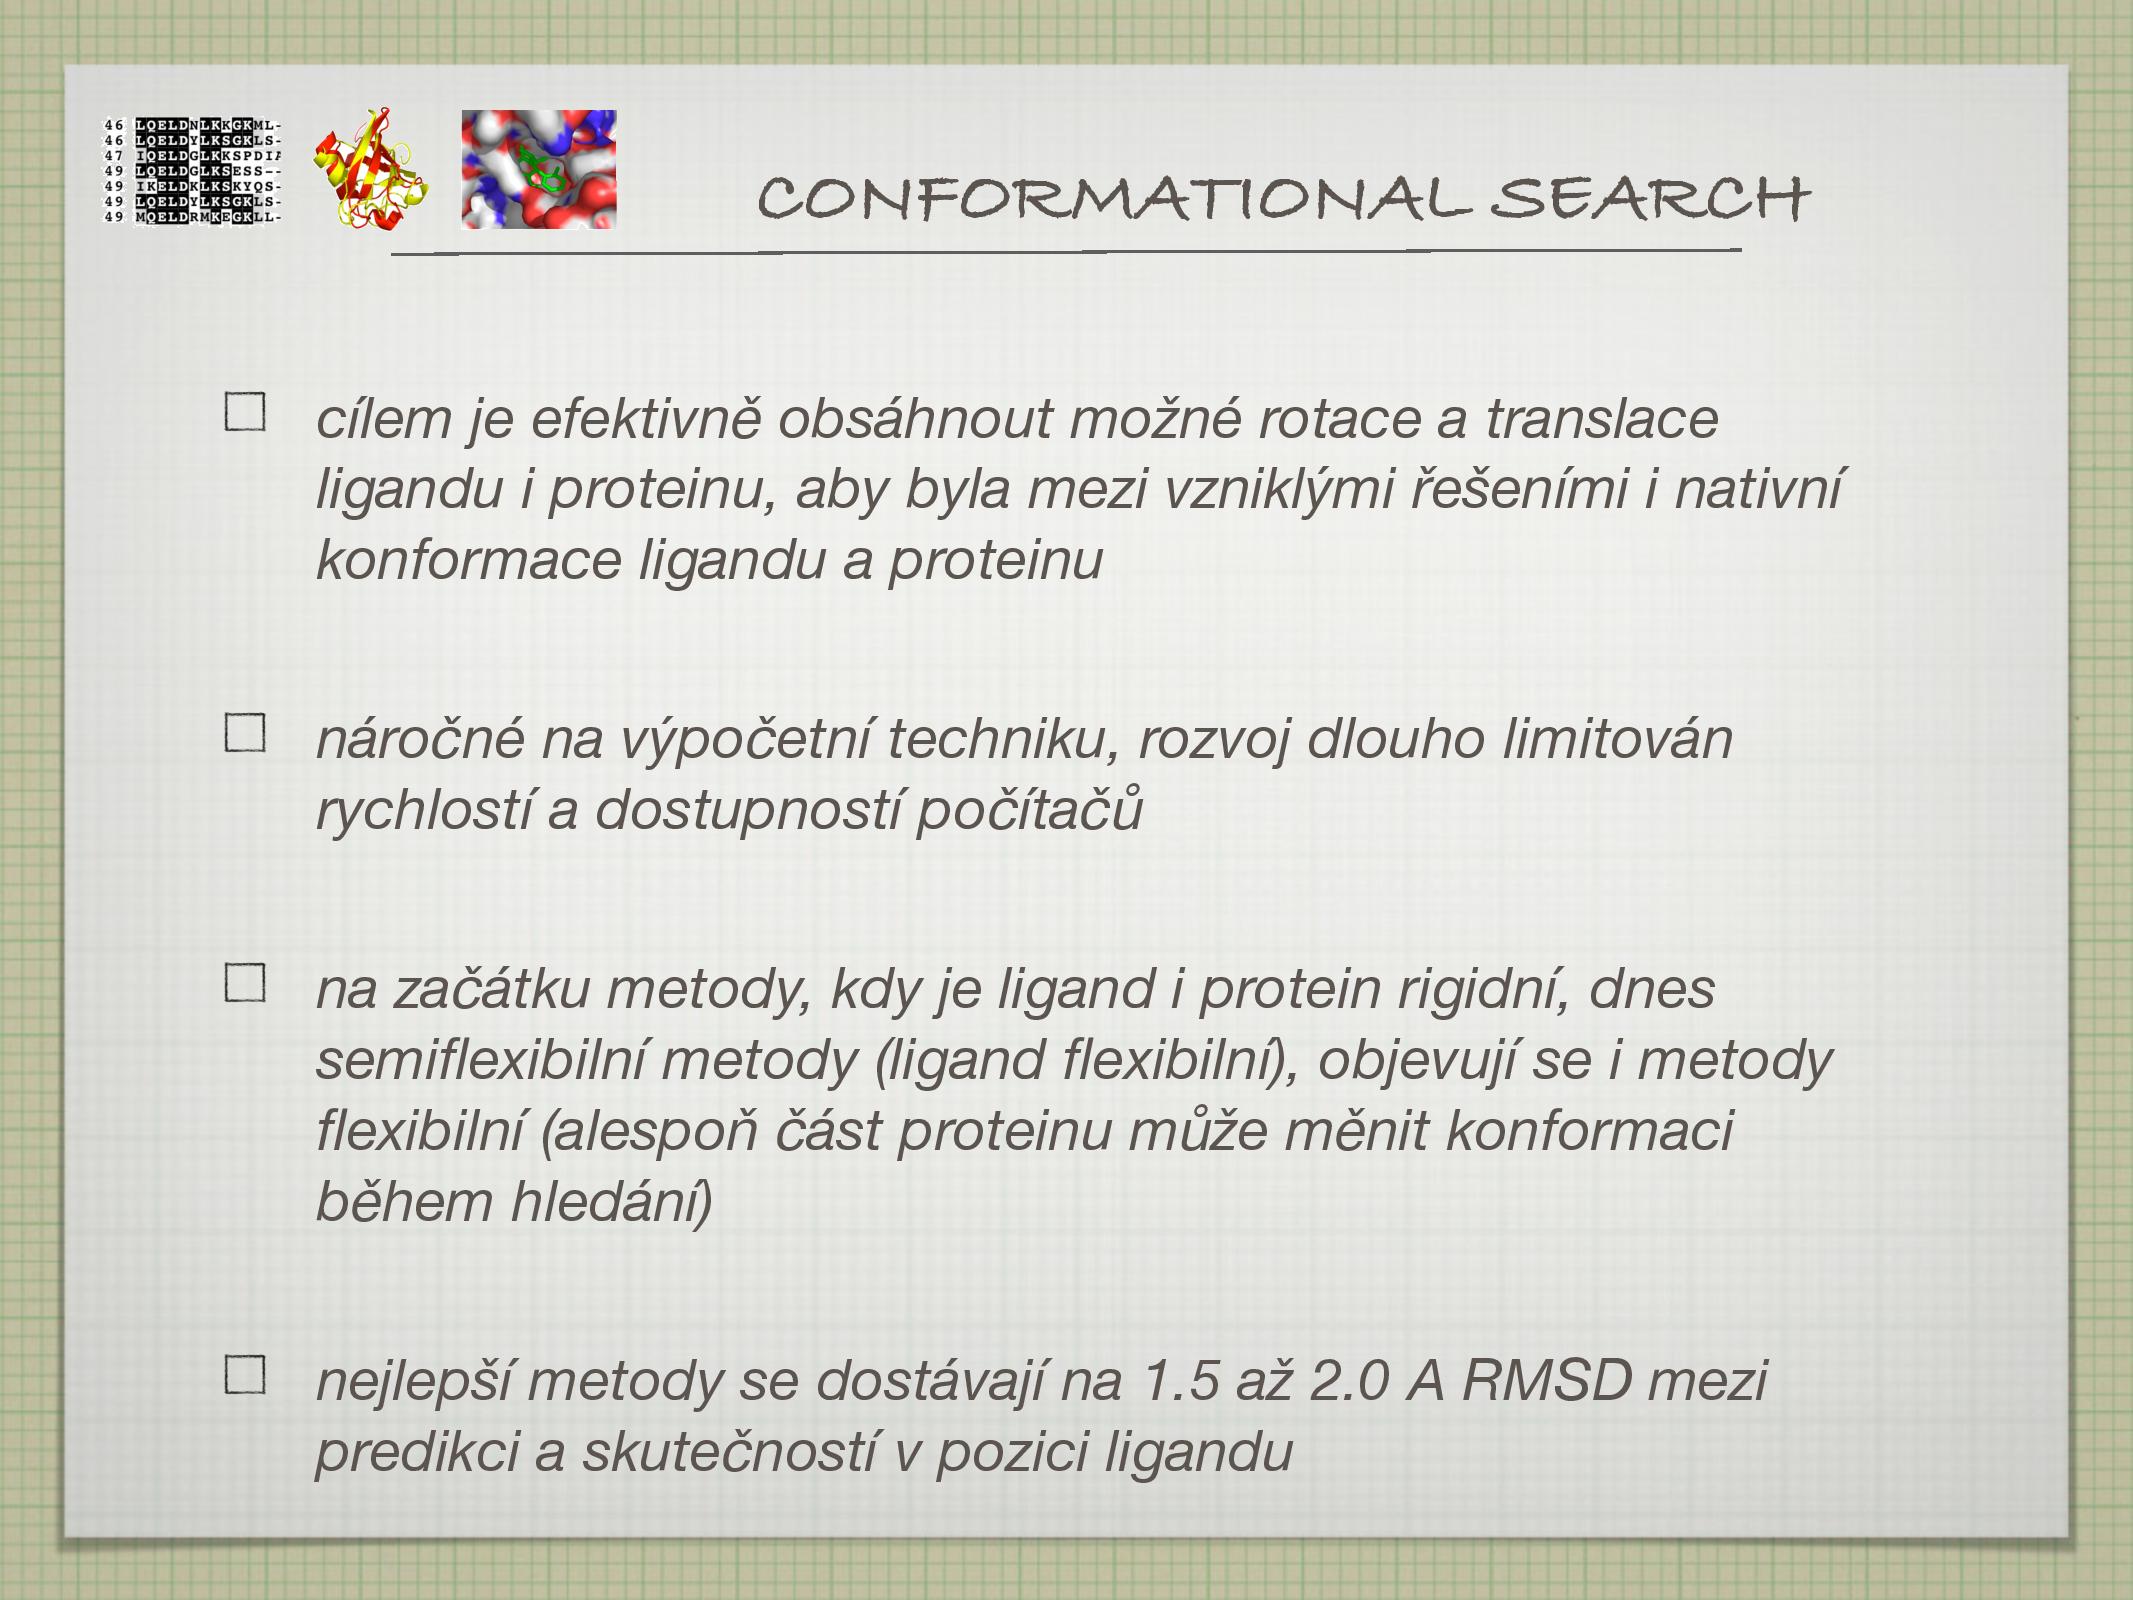 46 LQELDNLKKGKML-
46 LQELDYLKSGKLS-
47 IQELDGLKKSPDIA
49 LQELDGLKSESS--
49 IKELDKLKSKYQS-
49 LQELDYLKSGKLS-
49 MQELDRMKEGKLL-
CONFORMATIONAL SEARCH
cílem je efektivně obsáhnout možné rotace a translace
ligandu i proteinu, aby byla mezi vzniklými řešeními i nativní
konformace ligandu a proteinu
náročné na výpočetní techniku, rozvoj dlouho limitován
rychlostí a dostupností počítačů
na začátku metody, kdy je ligand i protein rigidní, dnes
semiflexibilní metody (ligand flexibilní), objevují se i metody
flexibilní (alespoň část proteinu může měnit konformaci
během hledání)
nejlepší metody se dostávají na 1.5 až 2.0 A RMSD mezi
predikci a skutečností v pozici ligandu